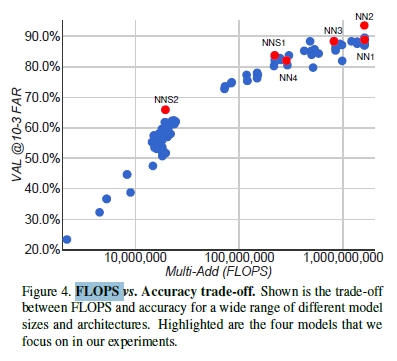 NN2
90.0%
NN3
NNS1
NN1
80.0%
NN4
70.0%
NNS2
60.0%
50.0%
40.0%
30.0%
20.0%
VAL @10-3 FAR
10,000,000
100,000,000
1,000,000,000
Multi-Add (FLOPS)
Figure 4. FLOPS vs. Accuracy trade-off. Shown is the trade-off
between FLOPS and accuracy for a wide range of different model
sizes and architectures. Highlighted are the four models that we
focus on in our experiments.